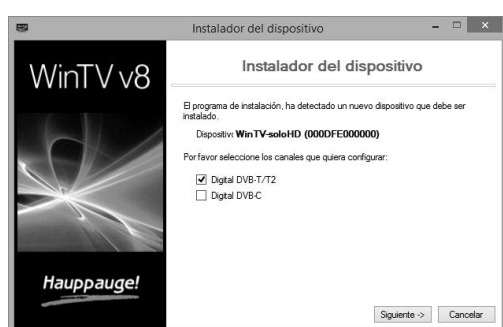 Instalador del dispositivo
WinTV v8
Hauppauge!
Instalador del dispositivo
El programa de instalación, ha detectado un nuevo dispositivo que debe ser
instalado.
Dispositiv: WinTV-soloHD (000DFE000000)
Por favor seleccione los canales que quiera configurar:
Digital DVB-T/T2
Digital DVB-C
Siguiente ->
Cancelar